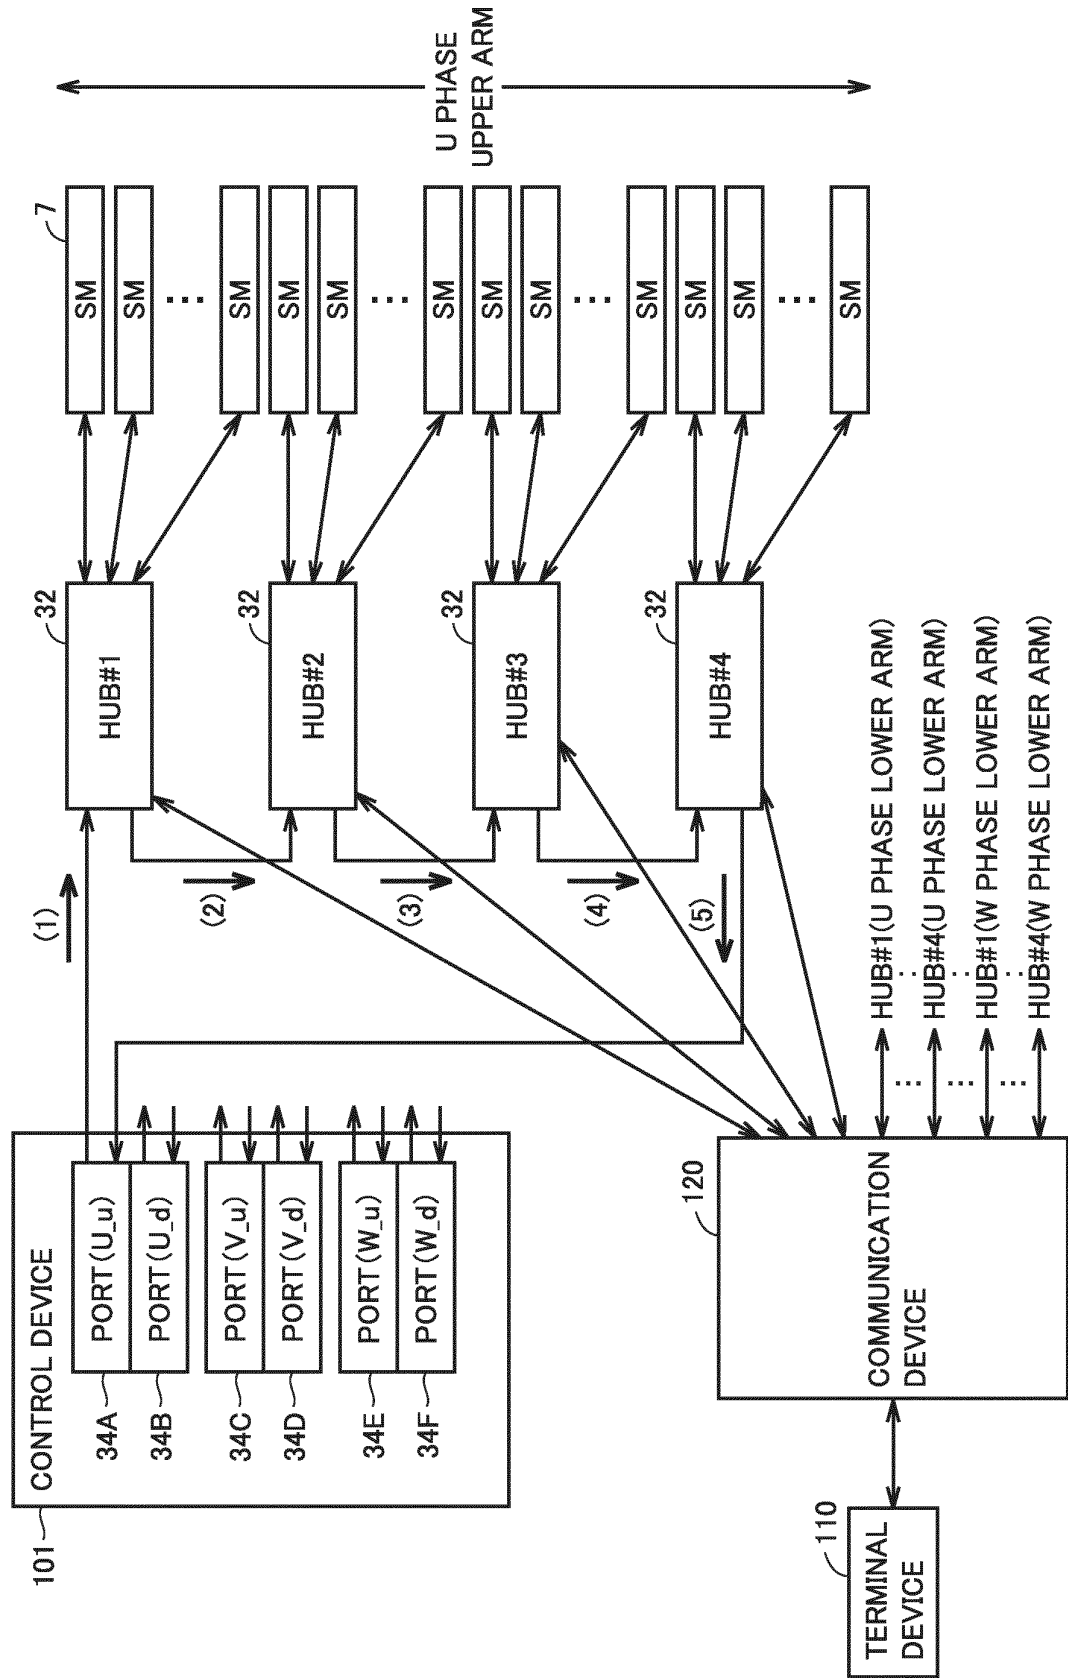 101
CONTROL DEVICE
34A
PORT(U_u)
34B
PORT(U_d)
34C
PORT(V_u)
34D
PORT(V_d)
34E
PORT(W_u)
34F
PORT(W_d)
(1)
(2)
(3)
(4)
(5)
32
HUB#1
32
HUB#2
32
HUB#3
32
HUB#4
7
SM
SM
...
SM
SM
SM
...
SM
SM
SM
...
SM
SM
SM
...
SM
U PHASE
UPPER ARM
110
TERMINAL
DEVICE
120
COMMUNICATION
DEVICE
HUB#1(U PHASE LOWER ARM)
HUB#4(U PHASE LOWER ARM)
HUB#1(W PHASE LOWER ARM)
HUB#4(W PHASE LOWER ARM)